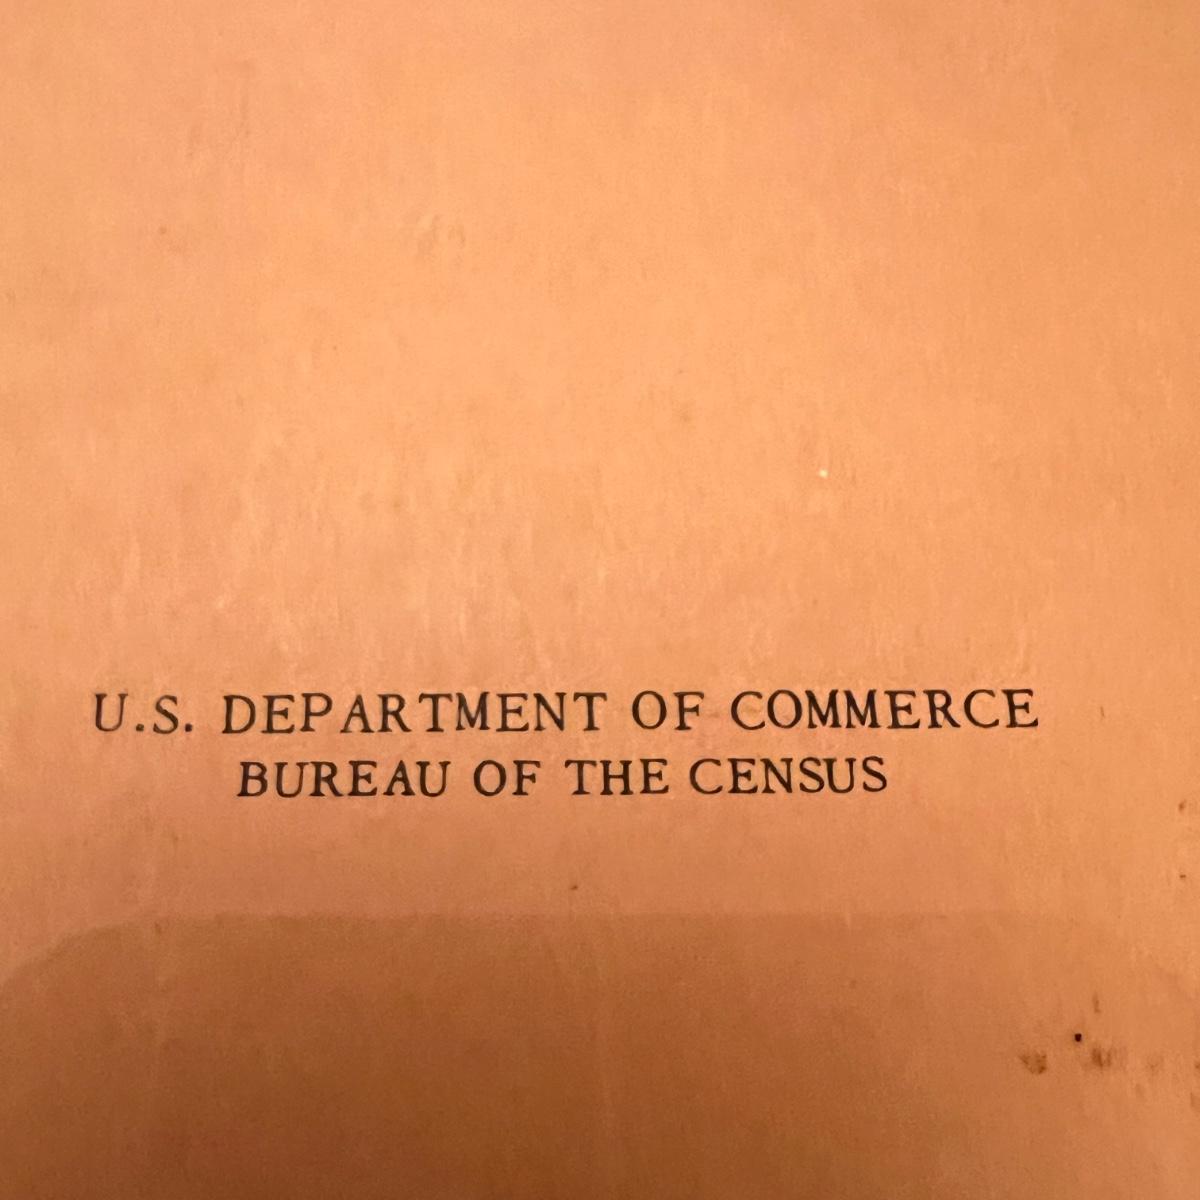 U.S. DEPARTMENT OF COMMERCE
BUREAU OF THE CENSUS